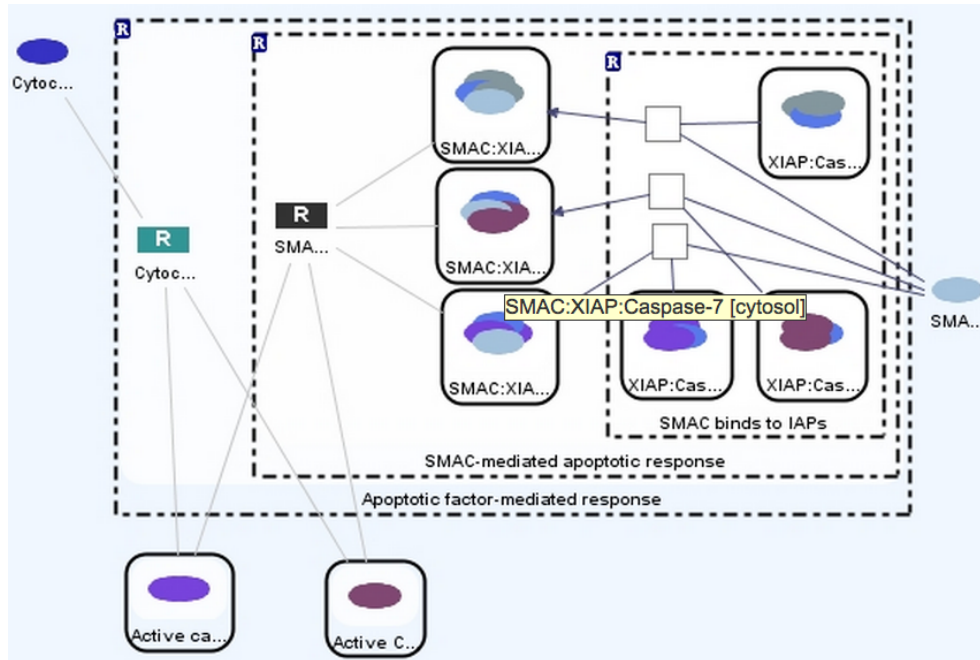 R
R
R
Cytoc...
SMAC:XIA...
XIAP:Cas...
R
SMA...
R
Cytoc...
SMAC:XIA...
SMAC:XIAP:Caspase-7 [cytosol]
SMA...
SMAC:XIA...
XIAP:Cas...
XIAP:Cas...
SMAC binds to IAPs
SMAC-mediated apoptotic response
Apoptotic factor-mediated response
Active ca...
Active C...